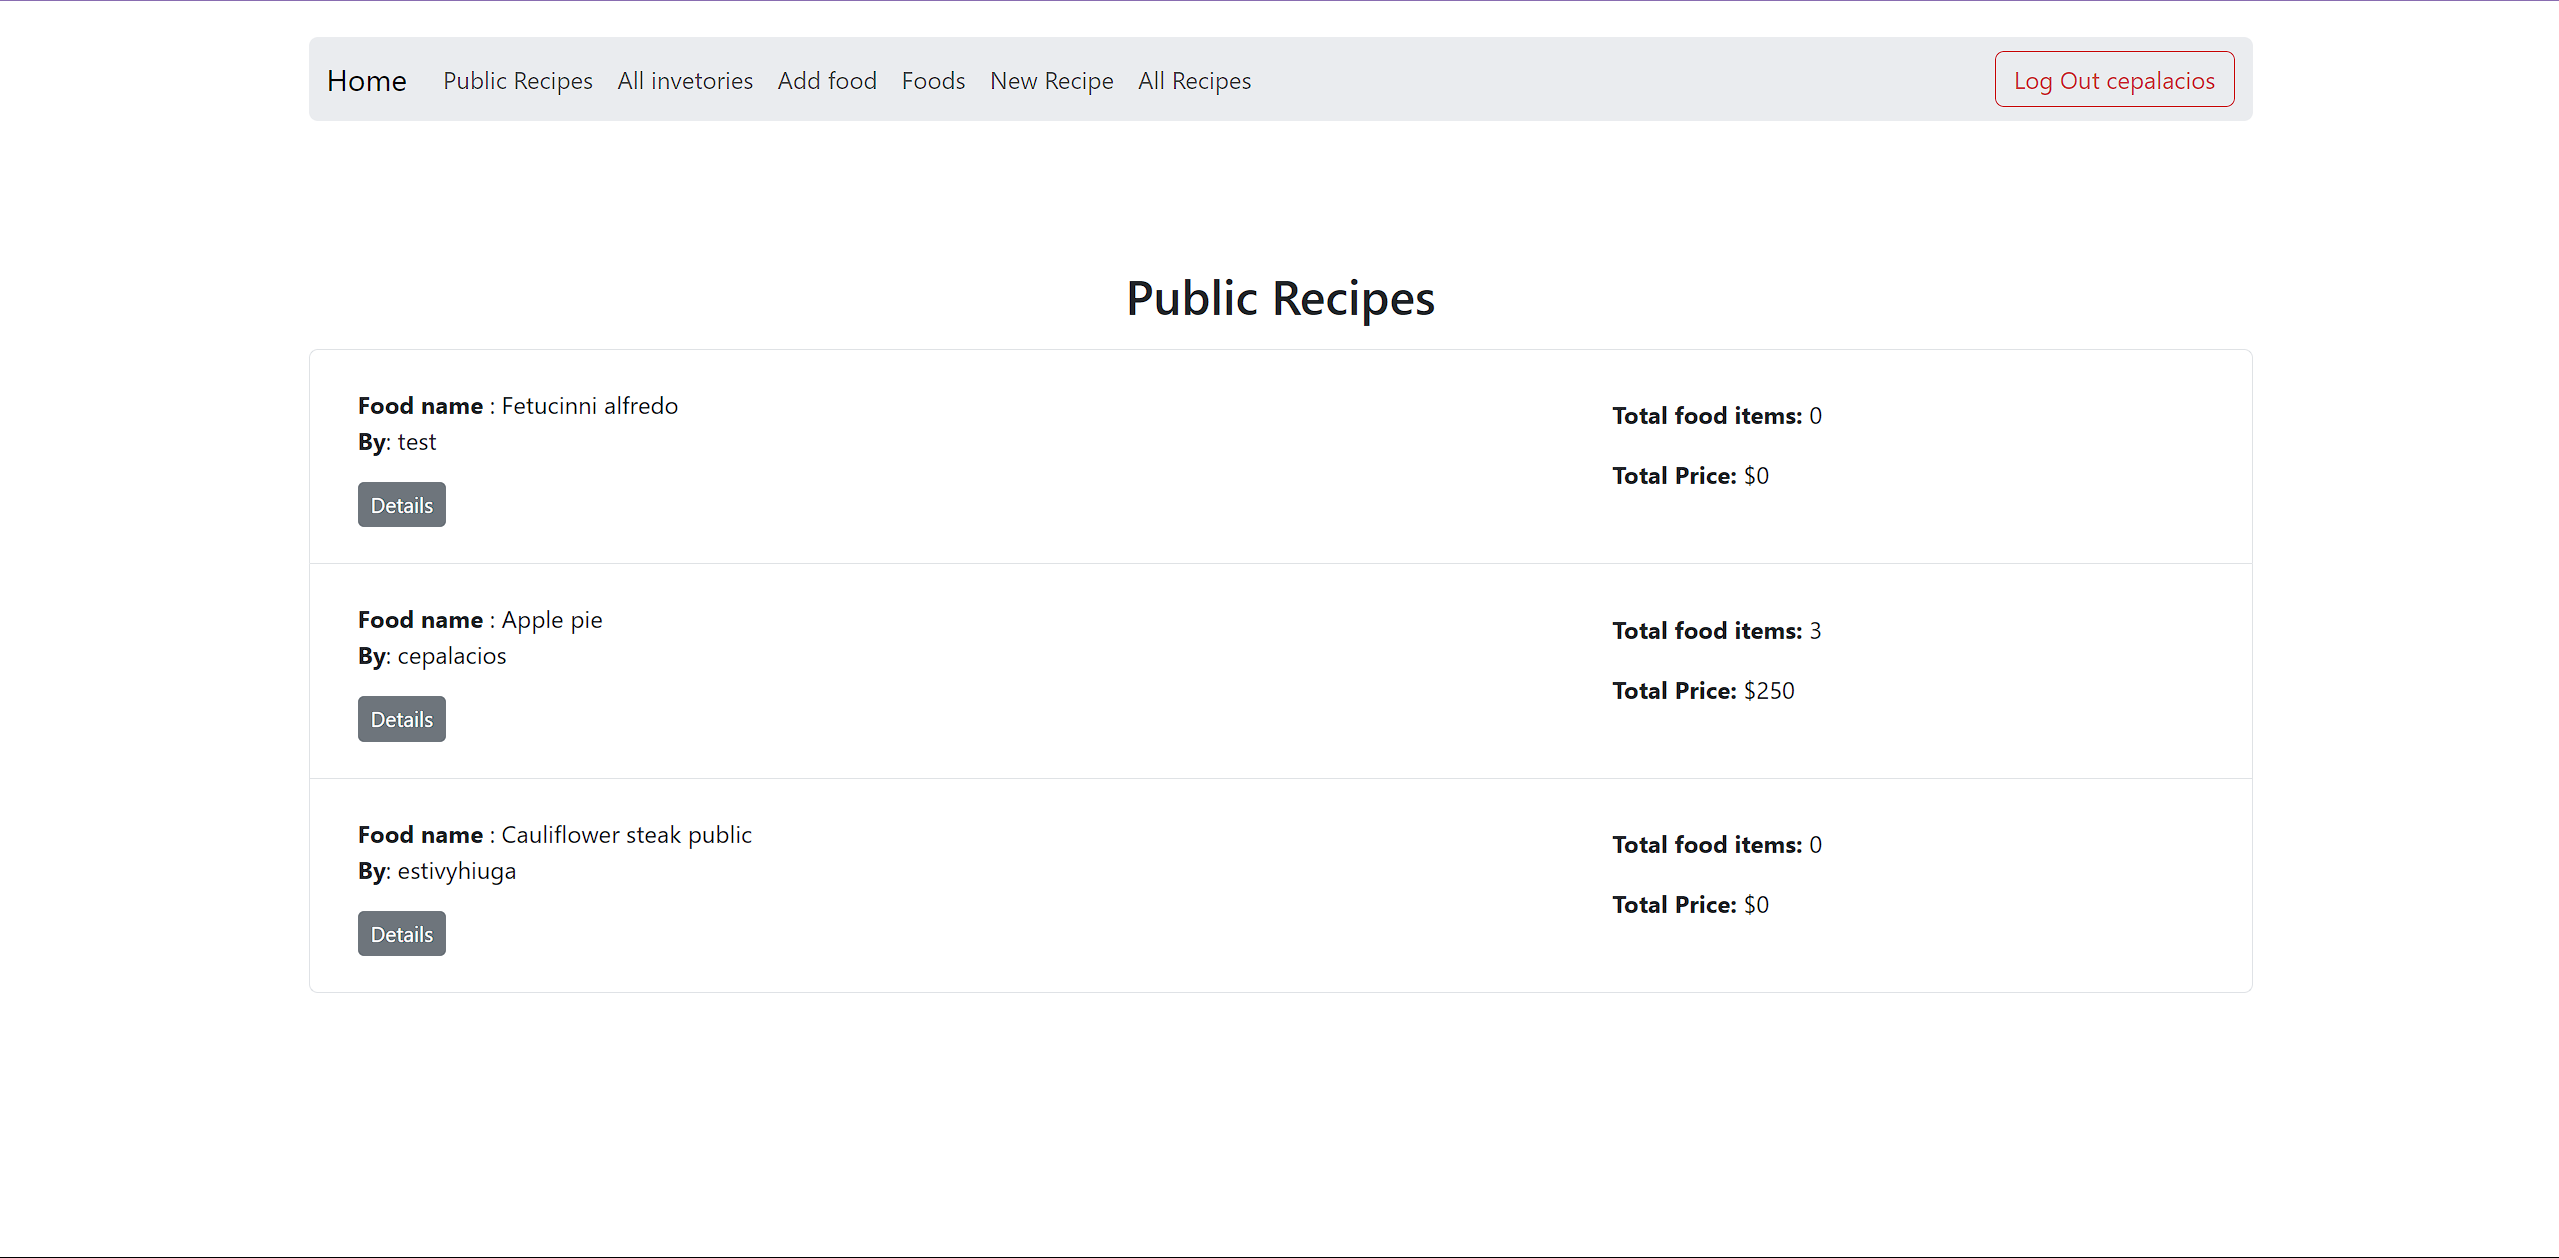 Home Public Recipes All invetories Add food Foods New Recipe All Recipes Log Out cepalacios
Public Recipes
Food name : Fetucinni alfredo
By: test
Details
Total food items: 0
Total Price: $0
Food name : Apple pie
By: cepalacios
Details
Total food items: 3
Total Price: $250
Food name : Cauliflower steak public
By: estivyhiuga
Details
Total food items: 0
Total Price: $0